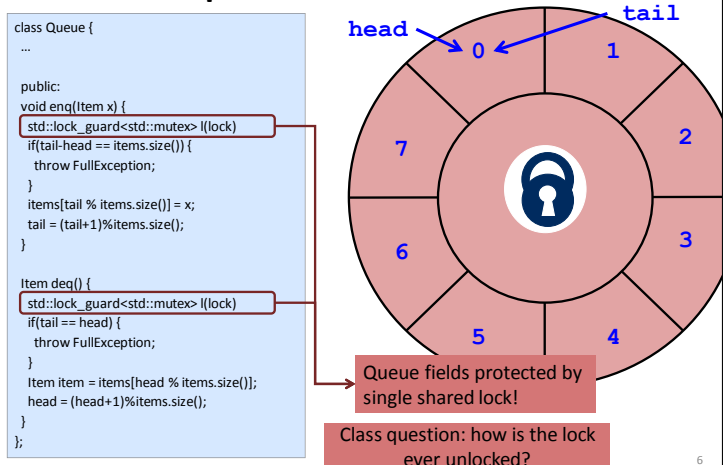 class Queue {
...
public:
void enq(Item x) {
std::lock_guard<std::mutex> l(lock)
if(tail-head == items.size()) {
throw FullException;
}
items[tail % items.size()] = x;
tail = (tail+1)%items.size();
}
Item deq() {
std::lock_guard<std::mutex> l(lock)
if(tail == head) {
throw FullException;
}
Item item = items[head % items.size()];
head = (head+1)%items.size();
}
};
head
tail
0
1
2
3
4
5
6
7
Queue fields protected by
single shared lock!
Class question: how is the lock
ever unlocked?
6